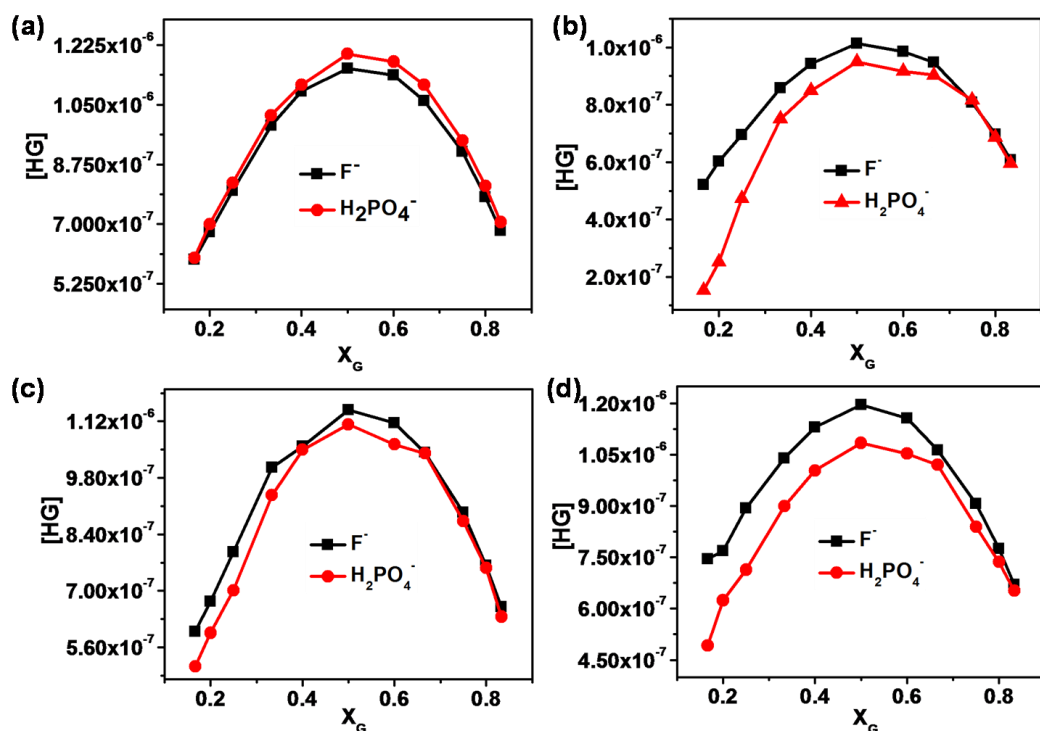 (a)
[HG]
1.225x10⁻⁶
1.050x10⁻⁶
8.750x10⁻⁷
7.000x10⁻⁷
5.250x10⁻⁷
F⁻
H₂PO₄⁻
0.2 0.4 0.6 0.8
X_G
(b)
[HG]
1.0x10⁻⁶
8.0x10⁻⁷
6.0x10⁻⁷
4.0x10⁻⁷
2.0x10⁻⁷
F⁻
H₂PO₄⁻
0.2 0.4 0.6 0.8
X_G
(c)
[HG]
1.12x10⁻⁶
9.80x10⁻⁷
8.40x10⁻⁷
7.00x10⁻⁷
5.60x10⁻⁷
F⁻
H₂PO₄⁻
0.2 0.4 0.6 0.8
X_G
(d)
[HG]
1.20x10⁻⁶
1.05x10⁻⁶
9.00x10⁻⁷
7.50x10⁻⁷
6.00x10⁻⁷
4.50x10⁻⁷
F⁻
H₂PO₄⁻
0.2 0.4 0.6 0.8
X_G